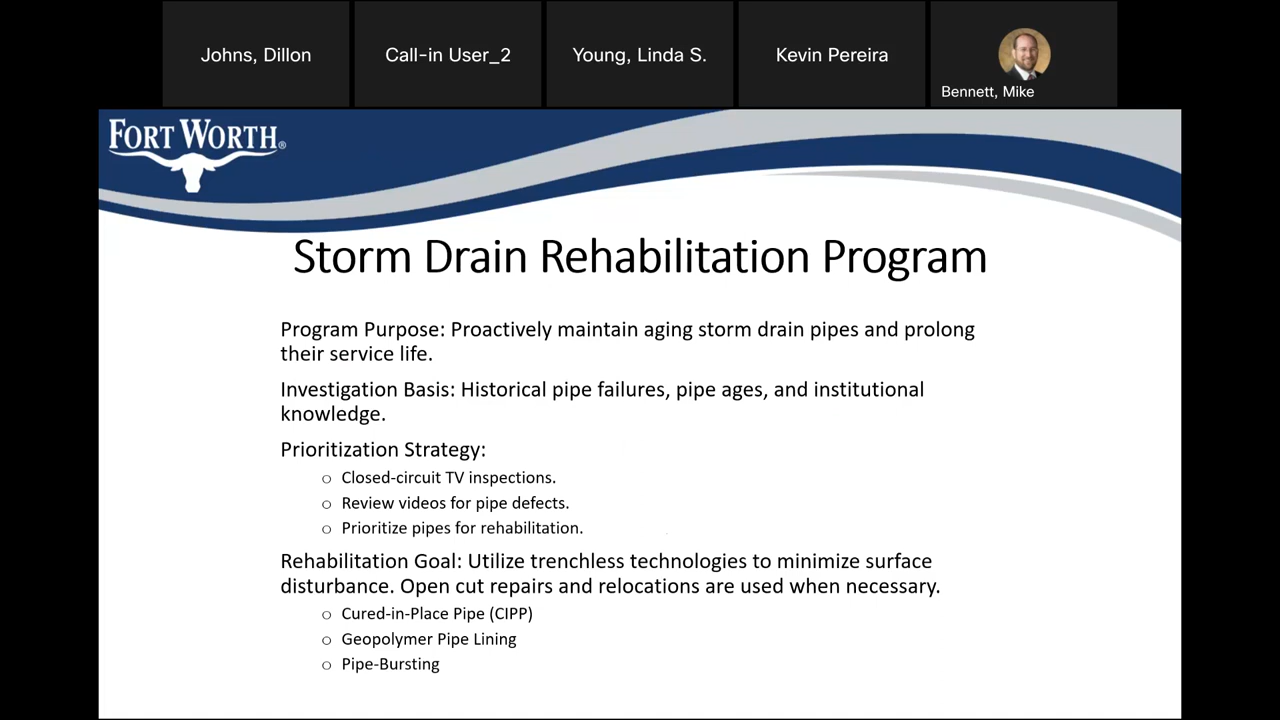 Johns, Dillon
Call-in User_2
Young, Linda S.
Kevin Pereira
Bennett, Mike
FORT WORTH®
Storm Drain Rehabilitation Program
Program Purpose: Proactively maintain aging storm drain pipes and prolong
their service life.
Investigation Basis: Historical pipe failures, pipe ages, and institutional
knowledge.
Prioritization Strategy:
○ Closed-circuit TV inspections.
○ Review videos for pipe defects.
○ Prioritize pipes for rehabilitation.
Rehabilitation Goal: Utilize trenchless technologies to minimize surface
disturbance. Open cut repairs and relocations are used when necessary.
○ Cured-in-Place Pipe (CIPP)
○ Geopolymer Pipe Lining
○ Pipe-Bursting